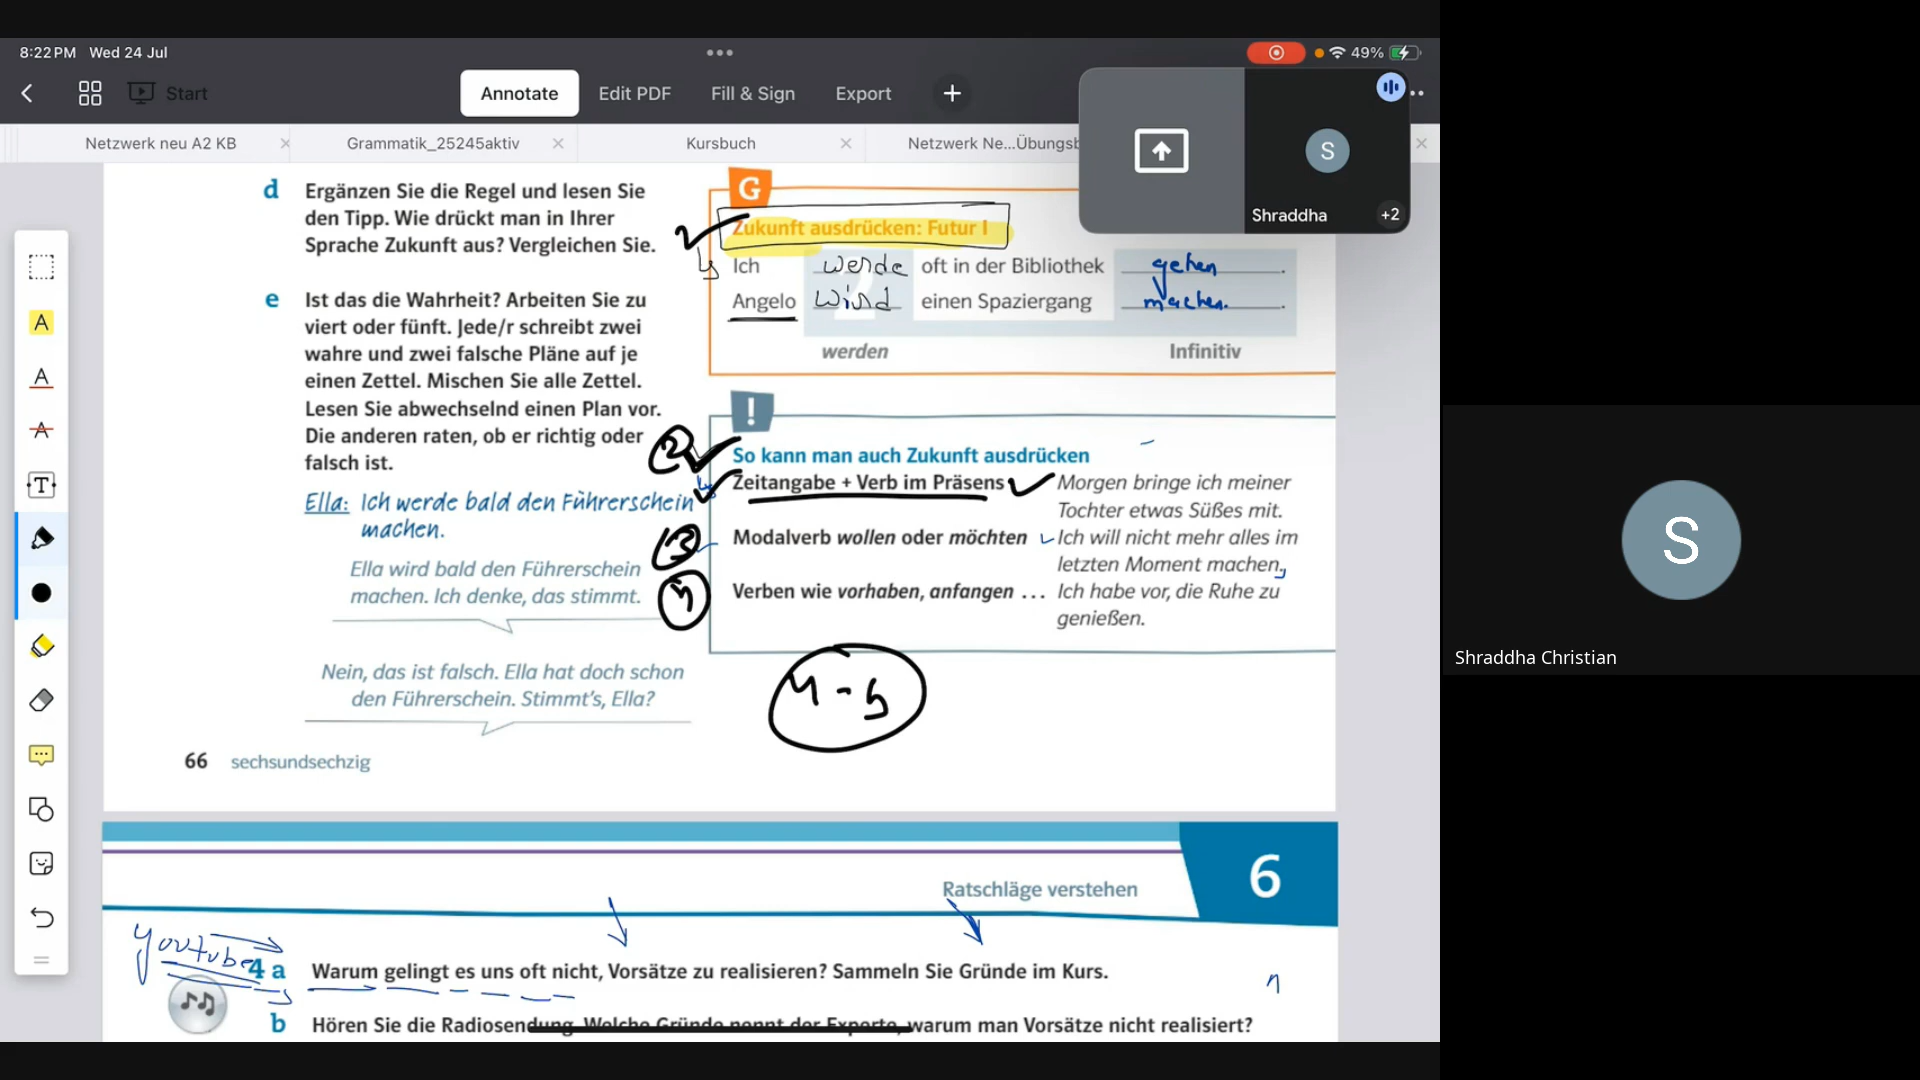 8:22 PM Wed 24 Jul
49%
Start
Annotate
Edit PDF
Fill & Sign
Export
Netzwerk neu A2 KB
Grammatik_25245aktiv
Kursbuch
Netzwerk Ne...Übungsb
S
Shraddha
+2
d Ergänzen Sie die Regel und lesen Sie
den Tipp. Wie drückt man in Ihrer
Sprache Zukunft aus? Vergleichen Sie.
e Ist das die Wahrheit? Arbeiten Sie zu
viert oder fünft. Jede/r schreibt zwei
wahre und zwei falsche Pläne auf je
einen Zettel. Mischen Sie alle Zettel.
Lesen Sie abwechselnd einen Plan vor.
Die anderen raten, ob er richtig oder
falsch ist.
Ella: Ich werde bald den Führerschein
machen.
Ella wird bald den Führerschein
machen. Ich denke, das stimmt.
Nein, das ist falsch. Ella hat doch schon
den Führerschein. Stimmt's, Ella?
66 sechsundsechzig
G
Zukunft ausdrücken: Futur I
Ich werde oft in der Bibliothek gehen.
Angelo wird einen Spaziergang machen.
werden Infinitiv
!
2 So kann man auch Zukunft ausdrücken
Zeitangabe + Verb im Präsens Morgen bringe ich meiner
Tochter etwas Süßes mit.
3 Modalverb wollen oder möchten Ich will nicht mehr alles im
letzten Moment machen.
4 Verben wie vorhaben, anfangen ... Ich habe vor, die Ruhe zu
genießen.
6
Ratschläge verstehen
youtube
4 a Warum gelingt es uns oft nicht, Vorsätze zu realisieren? Sammeln Sie Gründe im Kurs.
b Hören Sie die Radiosendung. Welche Gründe nennt der Experte, warum man Vorsätze nicht realisiert?
S
Shraddha Christian
A
A
A
T